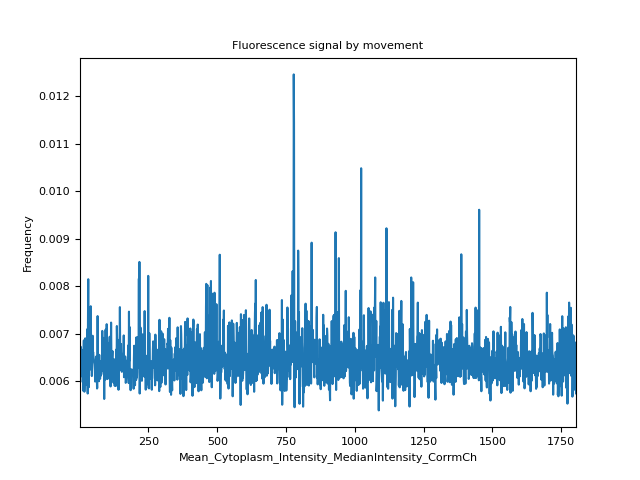 Fluorescence signal by movement
0.012
0.011
0.010
0.009
0.008
0.007
0.006
Frequency
250 500 750 1000 1250 1500 1750
Mean_Cytoplasm_Intensity_MedianIntensity_CorrmCh